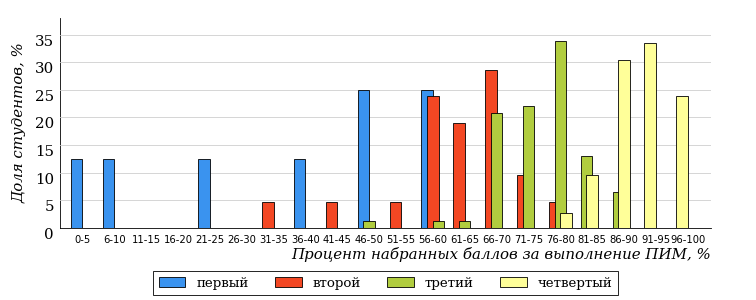 Доля студентов, %
35
30
25
20
15
10
5
0
0-5 6-10 11-15 16-20 21-25 26-30 31-35 36-40 41-45 46-50 51-55 56-60 61-65 66-70 71-75 76-80 81-85 86-90 91-95 96-100
Процент набранных баллов за выполнение ПИМ, %
первый второй третий четвертый